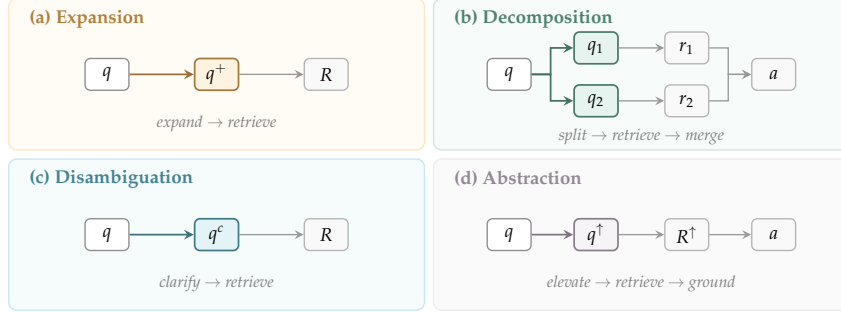 (a) Expansion
q q⁺ R
expand → retrieve
(b) Decomposition
q₁ r₁
q a
q₂ r₂
split → retrieve → merge
(c) Disambiguation
q qᶜ R
clarify → retrieve
(d) Abstraction
q q↑ R↑ a
elevate → retrieve → ground